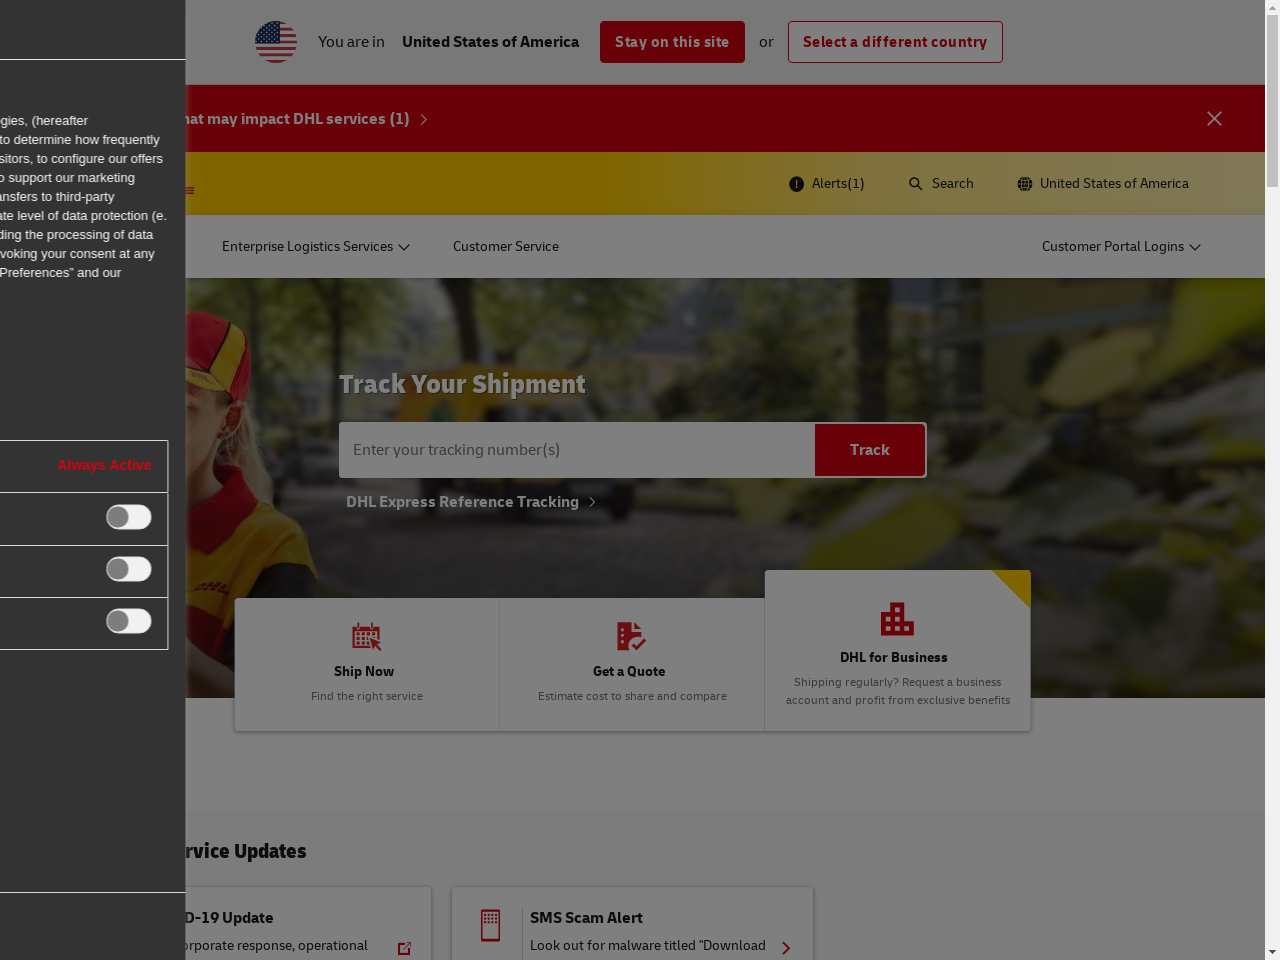 You are in United States of America Stay on this site or Select a different country
hat may impact DHL services (1)
Alerts(1) Search United States of America
Enterprise Logistics Services Customer Service Customer Portal Logins
gies, (hereafter
to determine how frequently
sitors, to configure our offers
o support our marketing
ansfers to third-party
ate level of data protection (e.
ding the processing of data
voking your consent at any
Preferences” and our
Always Active
Track Your Shipment
Enter your tracking number(s) Track
DHL Express Reference Tracking
Ship Now
Find the right service
Get a Quote
Estimate cost to share and compare
DHL for Business
Shipping regularly? Request a business
account and profit from exclusive benefits
rvice Updates
D-19 Update
orporate response, operational
SMS Scam Alert
Look out for malware titled "Download